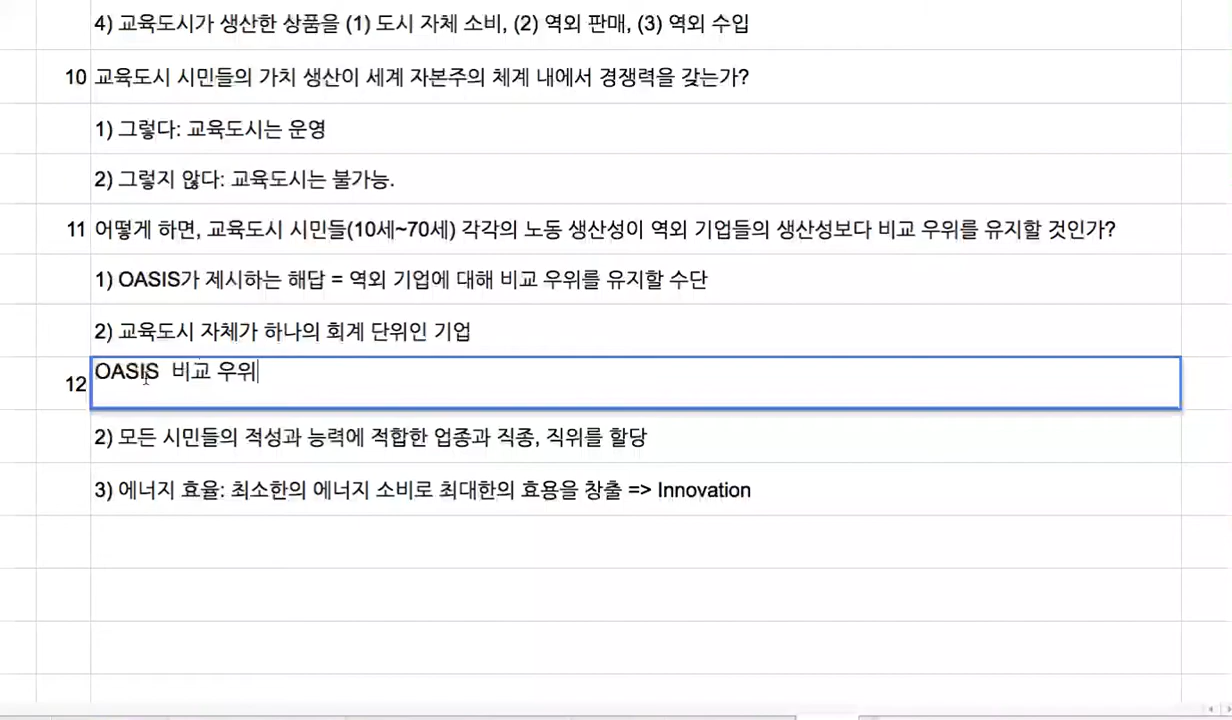 4) 교육도시가 생산한 상품을 (1) 도시 자체 소비, (2) 역외 판매, (3) 역외 수입
10 교육도시 시민들의 가치 생산이 세계 자본주의 체계 내에서 경쟁력을 갖는가?
1) 그렇다: 교육도시는 운영
2) 그렇지 않다: 교육도시는 불가능.
11 어떻게 하면, 교육도시 시민들(10세~70세) 각각의 노동 생산성이 역외 기업들의 생산성보다 비교 우위를 유지할 것인가?
1) OASIS가 제시하는 해답 = 역외 기업에 대해 비교 우위를 유지할 수단
2) 교육도시 자체가 하나의 회계 단위인 기업
12 OASIS  비교 우위
2) 모든 시민들의 적성과 능력에 적합한 업종과 직종, 직위를 할당
3) 에너지 효율: 최소한의 에너지 소비로 최대한의 효용을 창출 => Innovation